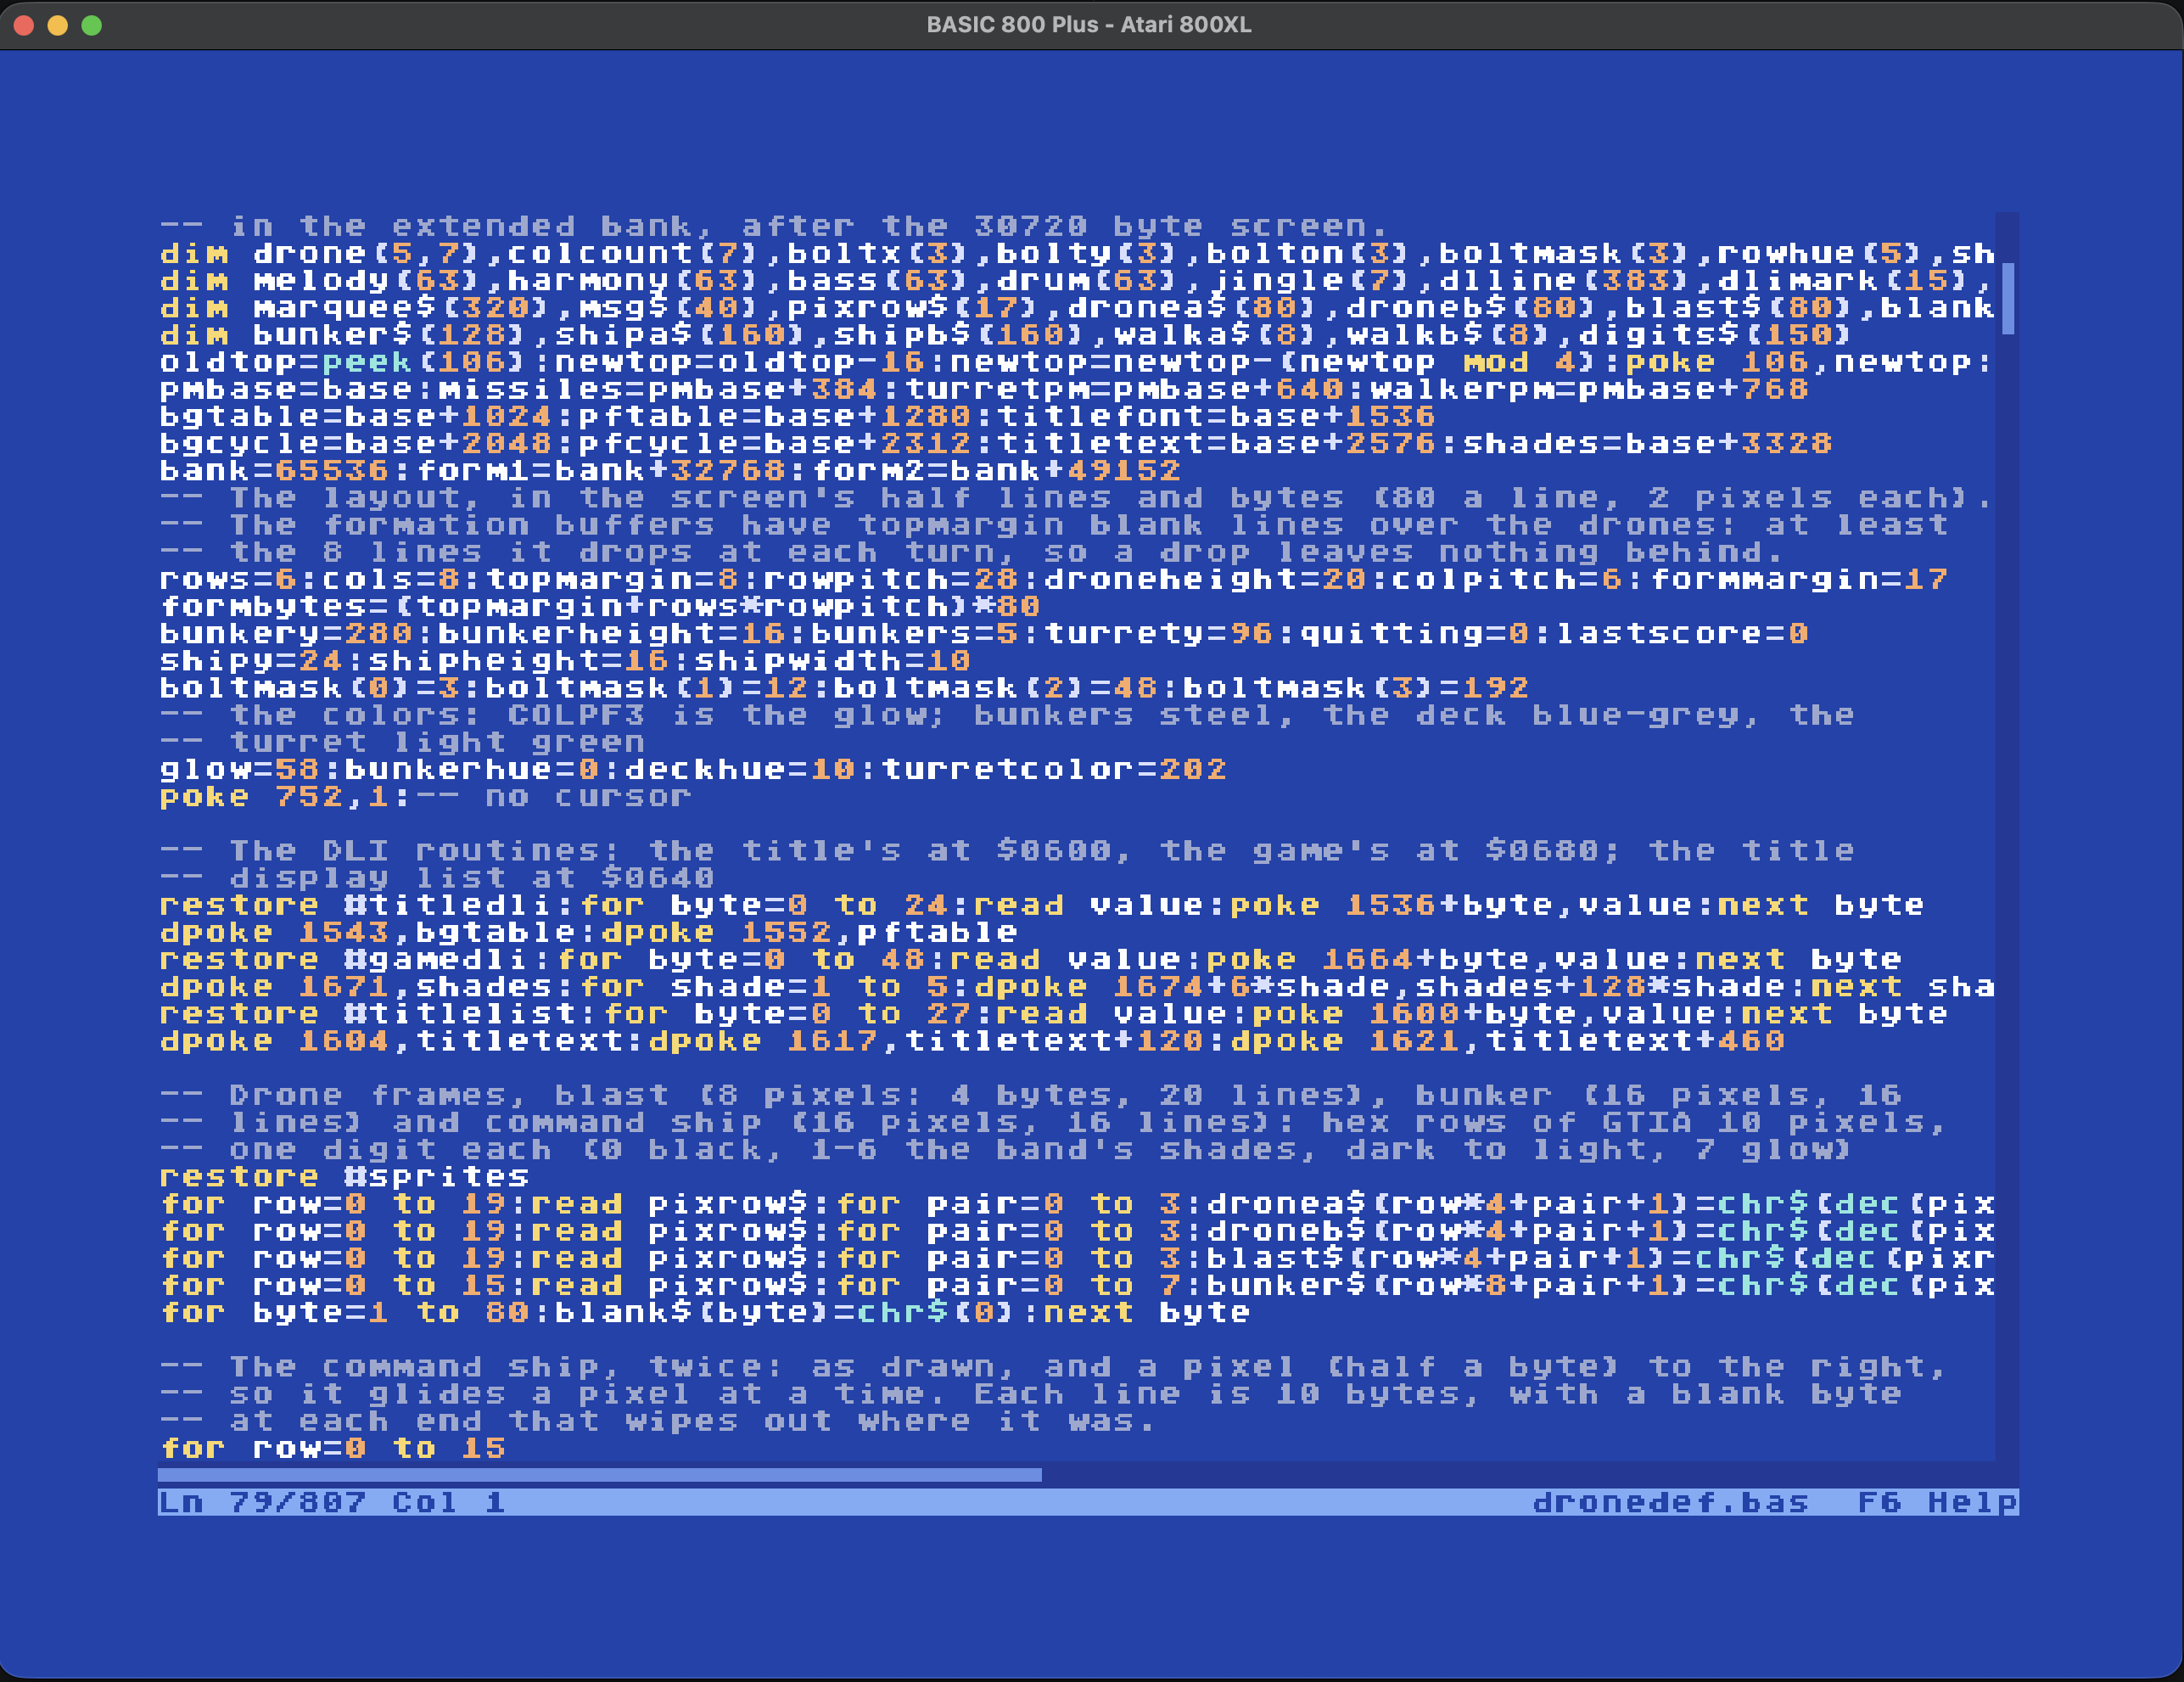 BASIC 800 Plus - Atari 800XL
-- in the extended bank, after the 30720 byte screen.
dim drone(5,7),colcount(7),boltx(3),bolty(3),bolton(3),boltmask(3),rowhue(5),sh
dim melody(63),harmony(63),bass(63),drum(63),jingle(7),dlline(383),dlimark(15),
dim marquee$(320),msg$(40),pixrow$(17),dronea$(80),droneb$(80),blast$(80),blank
dim bunker$(128),shipa$(160),shipb$(160),walka$(8),walkb$(8),digits$(150)
oldtop=peek(106):newtop=oldtop-16:newtop=newtop-(newtop mod 4):poke 106,newtop:
pmbase=base:missiles=pmbase+384:turretpm=pmbase+640:walkerpm=pmbase+768
bgtable=base+1024:pftable=base+1280:titlefont=base+1536
bgcycle=base+2048:pfcycle=base+2312:titletext=base+2576:shades=base+3328
bank=65536:form1=bank+32768:form2=bank+49152
-- The layout, in the screen's half lines and bytes (80 a line, 2 pixels each).
-- The formation buffers have topmargin blank lines over the drones: at least
-- the 8 lines it drops at each turn, so a drop leaves nothing behind.
rows=6:cols=8:topmargin=8:rowpitch=28:droneheight=20:colpitch=6:formmargin=17
formbytes=(topmargin+rows*rowpitch)*80
bunkery=280:bunkerheight=16:bunkers=5:turrety=96:quitting=0:lastscore=0
shipy=24:shipheight=16:shipwidth=10
boltmask(0)=3:boltmask(1)=12:boltmask(2)=48:boltmask(3)=192
-- the colors: COLPF3 is the glow; bunkers steel, the deck blue-grey, the
-- turret light green
glow=58:bunkerhue=0:deckhue=10:turretcolor=202
poke 752,1:-- no cursor
-- The DLI routines: the title's at $0600, the game's at $0680; the title
-- display list at $0640
restore #titledli:for byte=0 to 24:read value:poke 1536+byte,value:next byte
dpoke 1543,bgtable:dpoke 1552,pftable
restore #gamedli:for byte=0 to 48:read value:poke 1664+byte,value:next byte
dpoke 1671,shades:for shade=1 to 5:dpoke 1674+6*shade,shades+128*shade:next sha
restore #titlelist:for byte=0 to 27:read value:poke 1600+byte,value:next byte
dpoke 1604,titletext:dpoke 1617,titletext+120:dpoke 1621,titletext+460
-- Drone frames, blast (8 pixels: 4 bytes, 20 lines), bunker (16 pixels, 16
-- lines) and command ship (16 pixels, 16 lines): hex rows of GTIA 10 pixels,
-- one digit each (0 black, 1-6 the band's shades, dark to light, 7 glow)
restore #sprites
for row=0 to 19:read pixrow$:for pair=0 to 3:dronea$(row*4+pair+1)=chr$(dec(pix
for row=0 to 19:read pixrow$:for pair=0 to 3:droneb$(row*4+pair+1)=chr$(dec(pix
for row=0 to 19:read pixrow$:for pair=0 to 3:blast$(row*4+pair+1)=chr$(dec(pixr
for row=0 to 15:read pixrow$:for pair=0 to 7:bunker$(row*8+pair+1)=chr$(dec(pix
for byte=1 to 80:blank$(byte)=chr$(0):next byte
-- The command ship, twice: as drawn, and a pixel (half a byte) to the right,
-- so it glides a pixel at a time. Each line is 10 bytes, with a blank byte
-- at each end that wipes out where it was.
for row=0 to 15
Ln 79/807 Col 1 dronedef.bas F6 Help